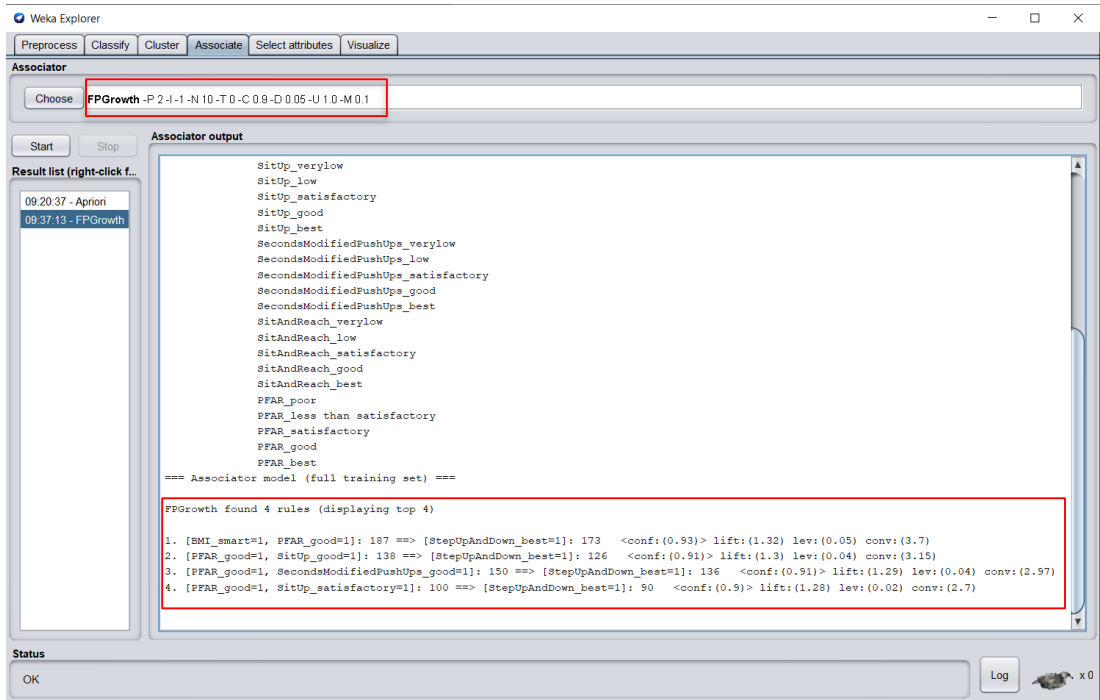 Weka Explorer
Preprocess Classify Cluster Associate Select attributes Visualize
Associator
Choose FPGrowth -P 2 -I -1 -N 10 -T 0 -C 0.9 -D 0.05 -U 1.0 -M 0.1
Start Stop
Result list (right-click f...
09:20:37 - Apriori
09:37:13 - FPGrowth
Associator output
SitUp_verylow
SitUp_low
SitUp_satisfactory
SitUp_good
SitUp_best
SecondsModifiedPushUps_verylow
SecondsModifiedPushUps_low
SecondsModifiedPushUps_satisfactory
SecondsModifiedPushUps_good
SecondsModifiedPushUps_best
SitAndReach_verylow
SitAndReach_low
SitAndReach_satisfactory
SitAndReach_good
SitAndReach_best
PFAR_poor
PFAR_less than satisfactory
PFAR_satisfactory
PFAR_good
PFAR_best
=== Associator model (full training set) ===
FPGrowth found 4 rules (displaying top 4)
1. [BMI_smart=1, PFAR_good=1]: 187 ==> [StepUpAndDown_best=1]: 173 <conf:(0.93)> lift:(1.32) lev:(0.05) conv:(3.7)
2. [PFAR_good=1, SitUp_good=1]: 138 ==> [StepUpAndDown_best=1]: 126 <conf:(0.91)> lift:(1.3) lev:(0.04) conv:(3.15)
3. [PFAR_good=1, SecondsModifiedPushUps_good=1]: 150 ==> [StepUpAndDown_best=1]: 136 <conf:(0.91)> lift:(1.29) lev:(0.04) conv:(2.97)
4. [PFAR_good=1, SitUp_satisfactory=1]: 100 ==> [StepUpAndDown_best=1]: 90 <conf:(0.9)> lift:(1.28) lev:(0.02) conv:(2.7)
Status
OK
Log
x 0